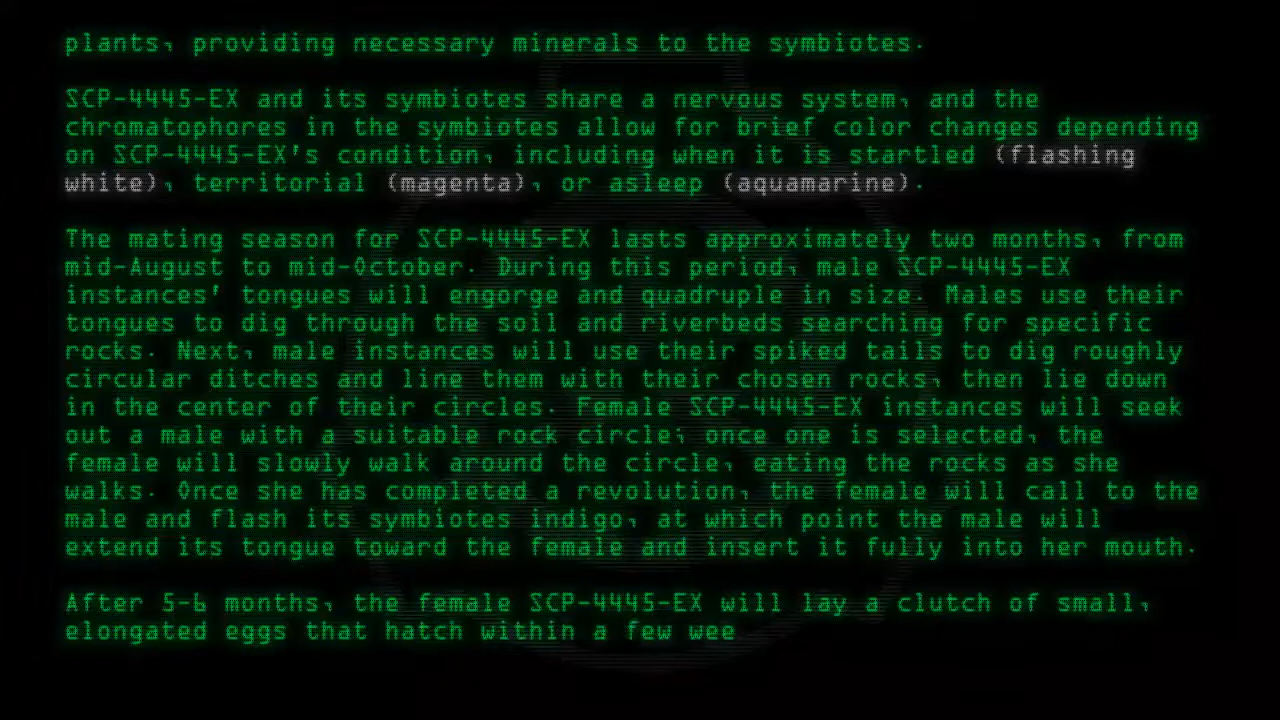 plants, providing necessary minerals to the symbiotes.
SCP-4445-EX and its symbiotes share a nervous system, and the
chromatophores in the symbiotes allow for brief color changes depending
on SCP-4445-EX's condition, including when it is startled (flashing
white), territorial (magenta), or asleep (aquamarine).
The mating season for SCP-4445-EX lasts approximately two months, from
mid-August to mid-October. During this period, male SCP-4445-EX
instances' tongues will engorge and quadruple in size. Males use their
tongues to dig through the soil and riverbeds searching for specific
rocks. Next, male instances will use their spiked tails to dig roughly
circular ditches and line them with their chosen rocks, then lie down
in the center of their circles. Female SCP-4445-EX instances will seek
out a male with a suitable rock circle; once one is selected, the
female will slowly walk around the circle, eating the rocks as she
walks. Once she has completed a revolution, the female will call to the
male and flash its symbiotes indigo, at which point the male will
extend its tongue toward the female and insert it fully into her mouth.
After 5-6 months, the female SCP-4445-EX will lay a clutch of small,
elongated eggs that hatch within a few wee